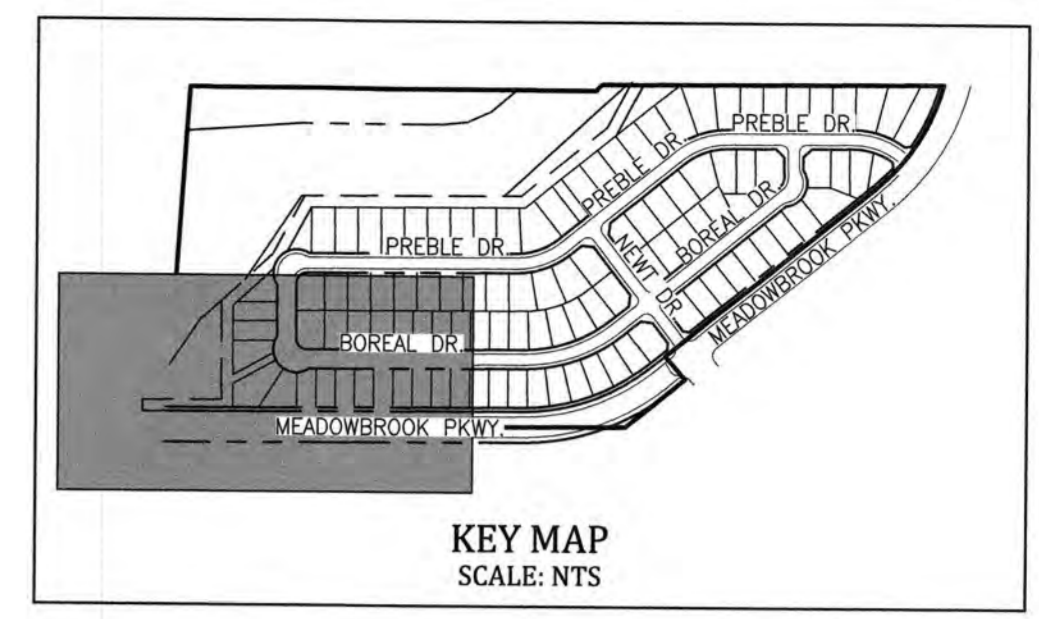 PREBLE DR.
PREBLE DR.
PREBLE DR.
BOREAL DR.
NEWT DR.
MEADOWBROOK PKWY.
BOREAL DR.
MEADOWBROOK PKWY.
KEY MAP
SCALE: NTS